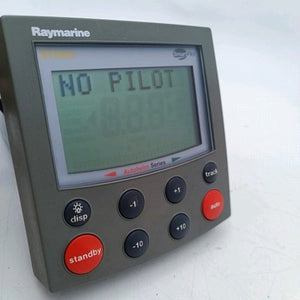 Raymarine
NO PILOT
Autohelm Series
disp
-1
+1
track
standby
-10
+10
auto